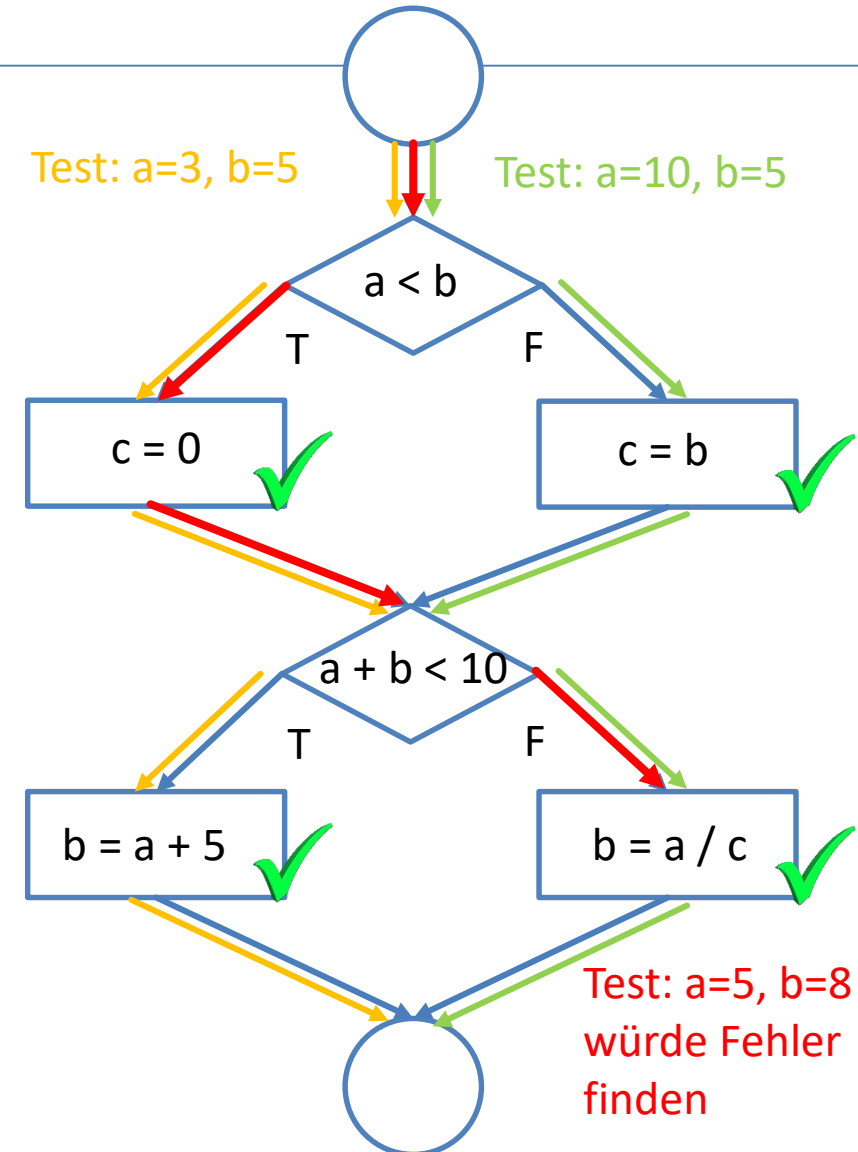 Test: a=3, b=5
Test: a=10, b=5
a < b
T
F
c = 0
c = b
a + b < 10
T
F
b = a + 5
b = a / c
Test: a=5, b=8
würde Fehler
finden